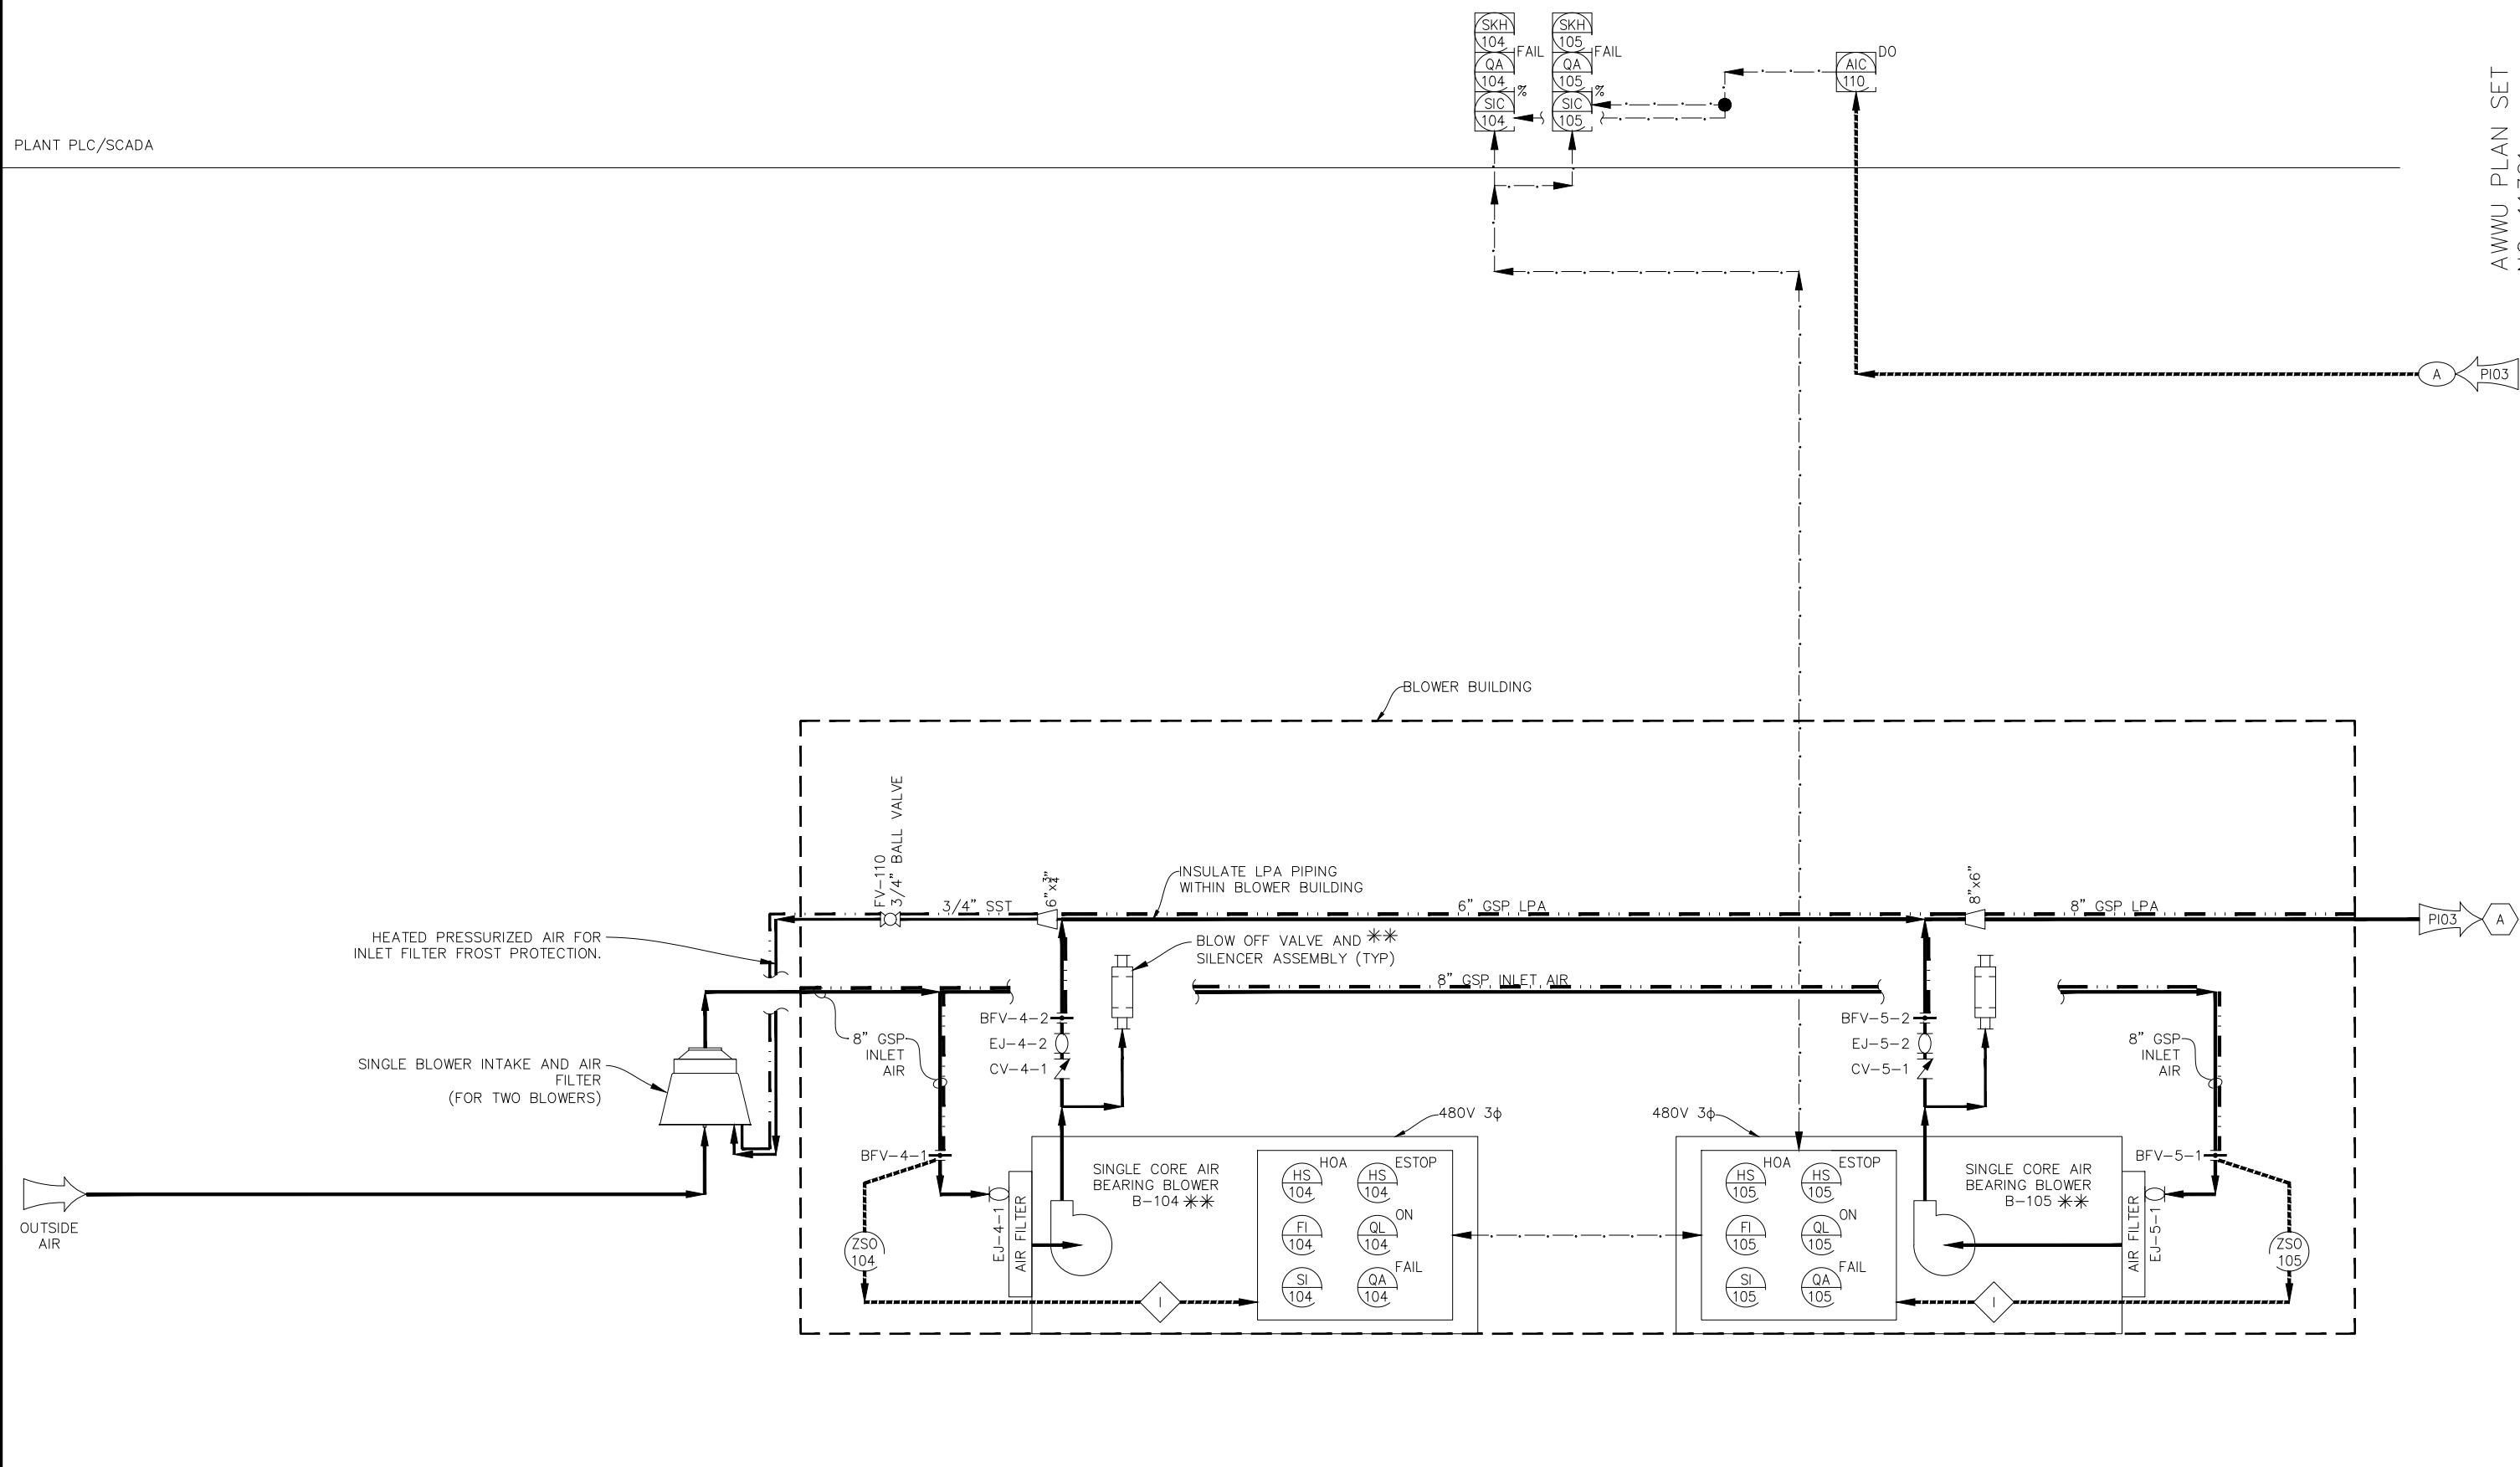 SKH
104
FAIL
QA
104
%
SIC
104
SKH
105
FAIL
QA
105
%
SIC
105
DO
AIC
110
PLANT PLC/SCADA
AWWU PLAN SET
A
PI03
BLOWER BUILDING
FV-110
3/4" BALL VALVE
3/4" SST
6"x3/4"
INSULATE LPA PIPING
WITHIN BLOWER BUILDING
6" GSP LPA
8"x6"
8" GSP LPA
PI03
A
HEATED PRESSURIZED AIR FOR
INLET FILTER FROST PROTECTION.
BLOW OFF VALVE AND **
SILENCER ASSEMBLY (TYP)
8" GSP INLET AIR
BFV-4-2
EJ-4-2
CV-4-1
BFV-5-2
EJ-5-2
CV-5-1
8" GSP
INLET
AIR
8" GSP
INLET
AIR
SINGLE BLOWER INTAKE AND AIR
FILTER
(FOR TWO BLOWERS)
480V 3ϕ
480V 3ϕ
BFV-4-1
BFV-5-1
OUTSIDE
AIR
ZSO
104
EJ-4-1
AIR FILTER
SINGLE CORE AIR
BEARING BLOWER
B-104 **
HOA
HS
104
ESTOP
HS
104
FI
104
ON
QL
104
SI
104
FAIL
QA
104
I
HOA
HS
105
ESTOP
HS
105
FI
105
ON
QL
105
SI
105
FAIL
QA
105
I
SINGLE CORE AIR
BEARING BLOWER
B-105 **
AIR FILTER
EJ-5-1
ZSO
105